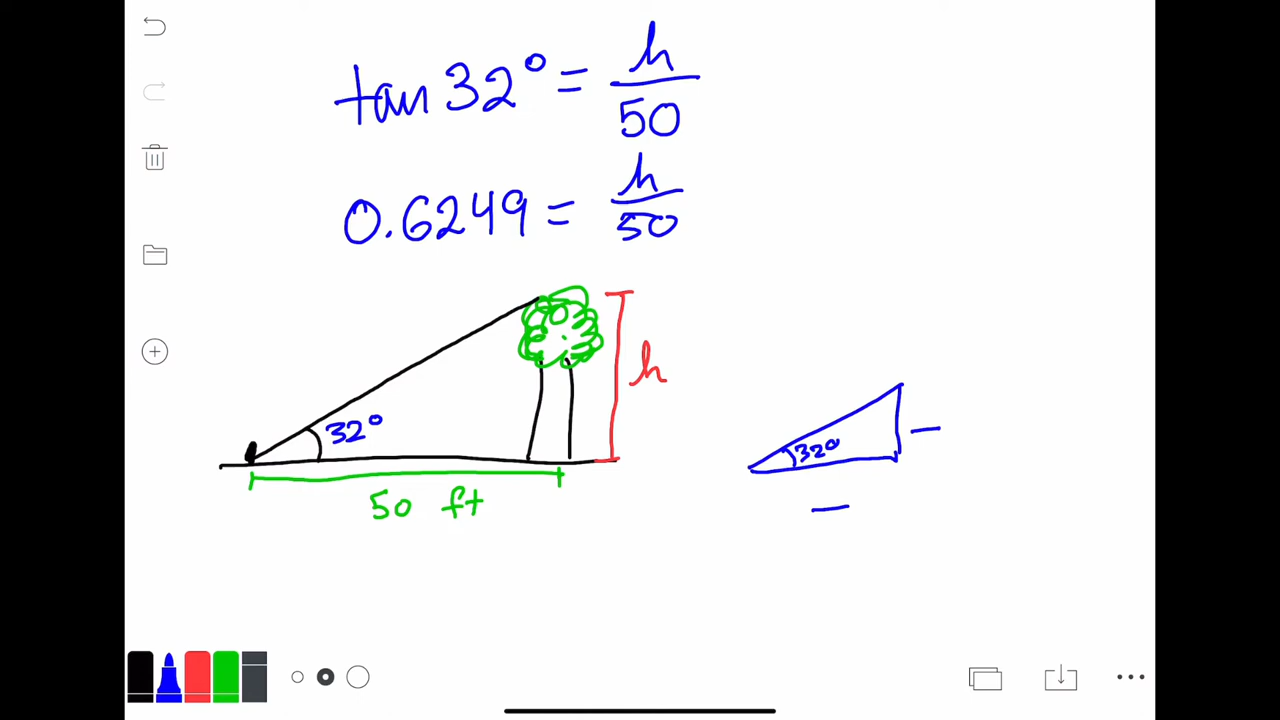 tan 32° = h/50
0.6249 = h/50
h
32°
32°
50 ft